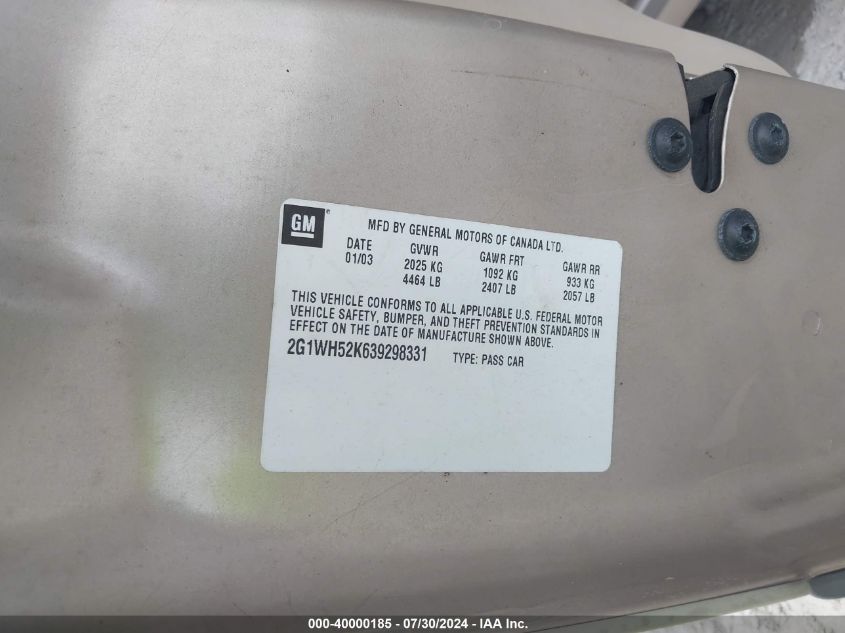 GM ®
MFD BY GENERAL MOTORS OF CANADA LTD.
DATE GVWR GAWR FRT GAWR RR
01/03 2025 KG 1092 KG 933 KG
4464 LB 2407 LB 2057 LB
THIS VEHICLE CONFORMS TO ALL APPLICABLE U.S. FEDERAL MOTOR
VEHICLE SAFETY, BUMPER, AND THEFT PREVENTION STANDARDS IN
EFFECT ON THE DATE OF MANUFACTURE SHOWN ABOVE.
2G1WH52K639298331 TYPE: PASS CAR
000-40000185 - 07/30/2024 - IAA Inc.